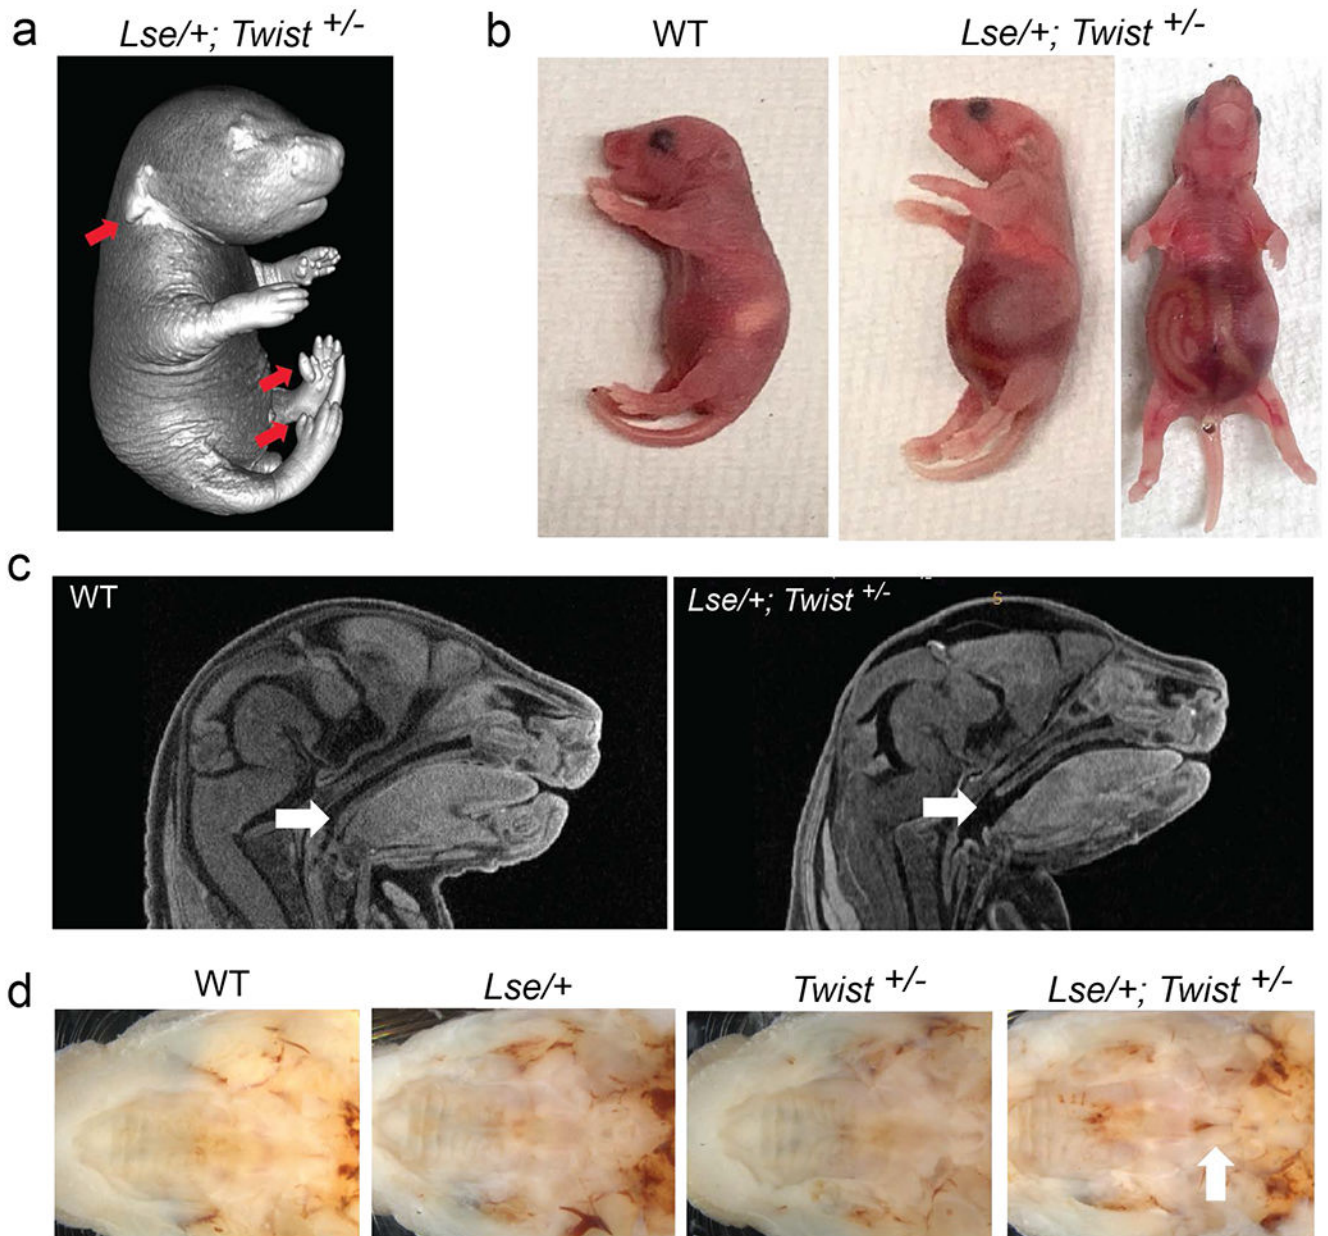 a
Lse/+; Twist +/-
b
WT
Lse/+; Twist +/-
c
WT
Lse/+; Twist +/-
d
WT
Lse/+
Twist +/-
Lse/+; Twist +/-